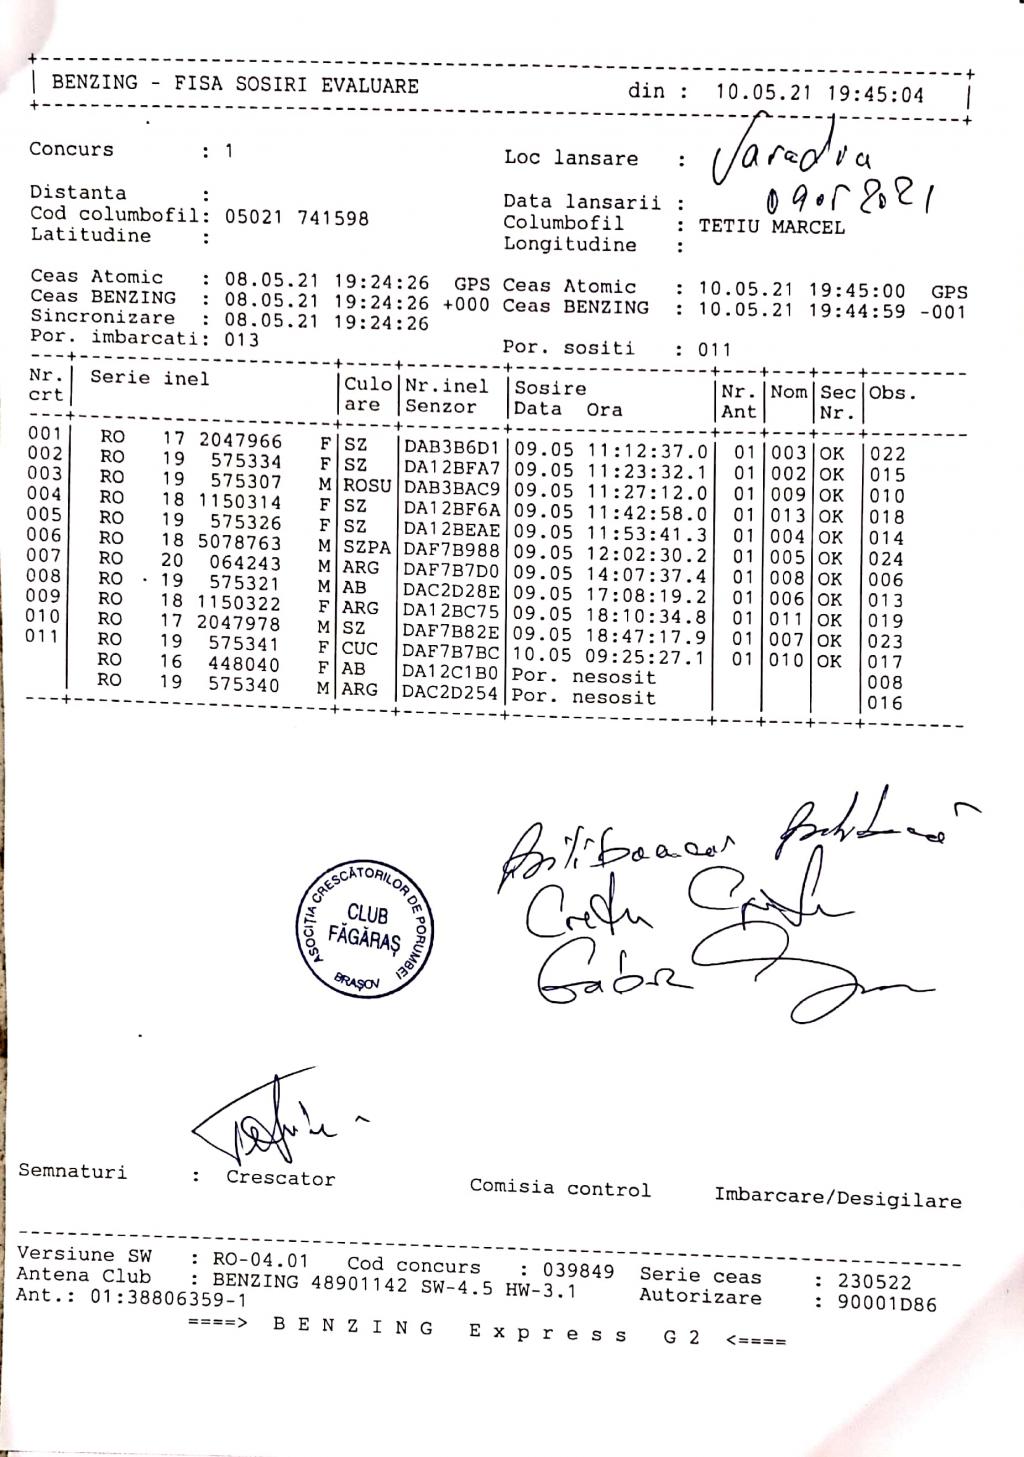 BENZING - FISA SOSIRI EVALUARE din : 10.05.21 19:45:04
Concurs : 1 Loc lansare : Varadia
Distanta : Data lansarii : 09.05 2021
Cod columbofil: 05021 741598 Columbofil : TETIU MARCEL
Latitudine : Longitudine :
Ceas Atomic : 08.05.21 19:24:26 GPS Ceas Atomic : 10.05.21 19:45:00 GPS
Ceas BENZING : 08.05.21 19:24:26 +000 Ceas BENZING : 10.05.21 19:44:59 -001
Sincronizare : 08.05.21 19:24:26
Por. imbarcati: 013 Por. sositi : 011
Nr. Serie inel Culo Nr.inel Sosire Nr. Nom Sec Obs.
crt are Senzor Data Ora Ant Nr.
001 RO 17 2047966 F SZ DAB3B6D1 09.05 11:12:37.0 01 003 OK 022
002 RO 19 575334 F SZ DA12BFA7 09.05 11:23:32.1 01 002 OK 015
003 RO 19 575307 M ROSU DAB3BAC9 09.05 11:27:12.0 01 009 OK 010
004 RO 18 1150314 F SZ DA12BF6A 09.05 11:42:58.0 01 013 OK 018
005 RO 19 575326 F SZ DA12BEAE 09.05 11:53:41.3 01 004 OK 014
006 RO 18 5078763 M SZPA DAF7B988 09.05 12:02:30.2 01 005 OK 024
007 RO 20 064243 M ARG DAF7B7D0 09.05 14:07:37.4 01 008 OK 006
008 RO 19 575321 M AB DAC2D28E 09.05 17:08:19.2 01 006 OK 013
009 RO 18 1150322 F ARG DA12BC75 09.05 18:10:34.8 01 011 OK 019
010 RO 17 2047978 M SZ DAF7B82E 09.05 18:47:17.9 01 007 OK 023
011 RO 19 575341 F CUC DAF7B7BC 10.05 09:25:27.1 01 010 OK 017
RO 16 448040 F AB DA12C1B0 Por. nesosit 008
RO 19 575340 M ARG DAC2D254 Por. nesosit 016
ASOCIAȚIA CRESCĂTORILOR DE PORUMBEI
CLUB
FĂGĂRAȘ
BRAȘOV
Crețu
Gabor
Semnaturi : Crescator Comisia control Imbarcare/Desigilare
Versiune SW : RO-04.01 Cod concurs : 039849 Serie ceas : 230522
Antena Club : BENZING 48901142 SW-4.5 HW-3.1 Autorizare : 90001D86
Ant.: 01:38806359-1
====> B E N Z I N G E x p r e s s G 2 <====